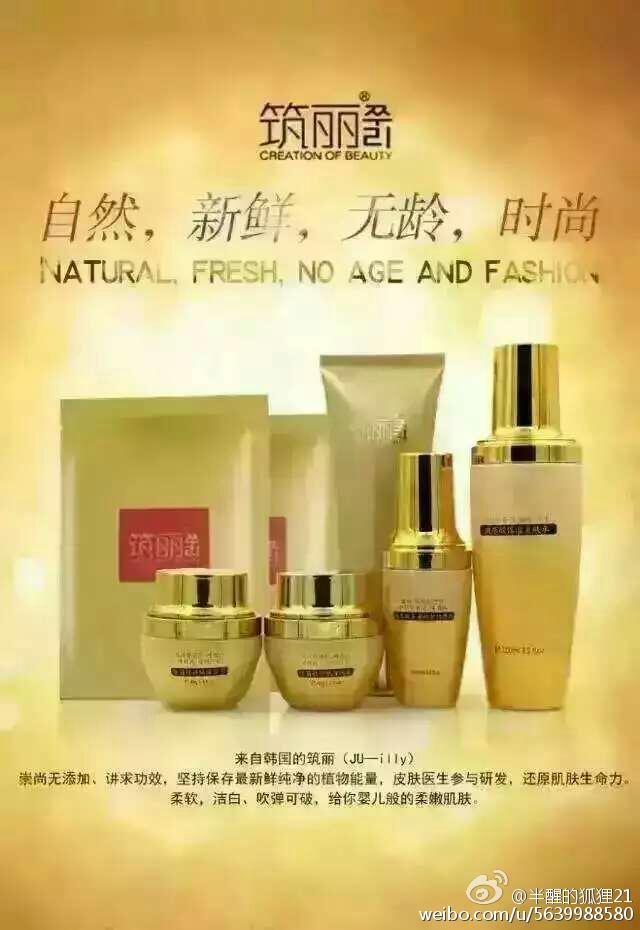 筑丽
®
CREATION OF BEAUTY
自然，新鲜，无龄，时尚
NATURAL, FRESH, NO AGE AND FASHION
筑丽
筑丽
来自韩国的筑丽（JU—illy）
崇尚无添加、讲求功效，坚持保存最新鲜纯净的植物能量，皮肤医生参与研发，还原肌肤生命力。
柔软，洁白、吹弹可破，给你婴儿般的柔嫩肌肤。
@半醒的狐狸21
weibo.com/u/5639988580